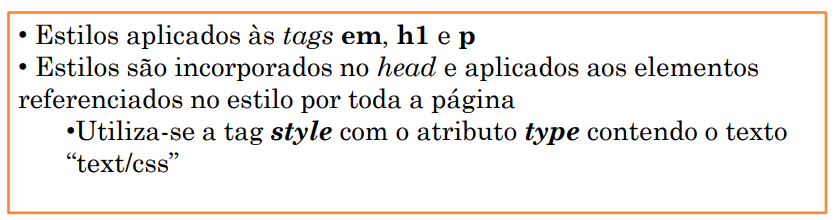 • Estilos aplicados às tags em, h1 e p
• Estilos são incorporados no head e aplicados aos elementos
referenciados no estilo por toda a página
•Utiliza-se a tag style com o atributo type contendo o texto
“text/css”